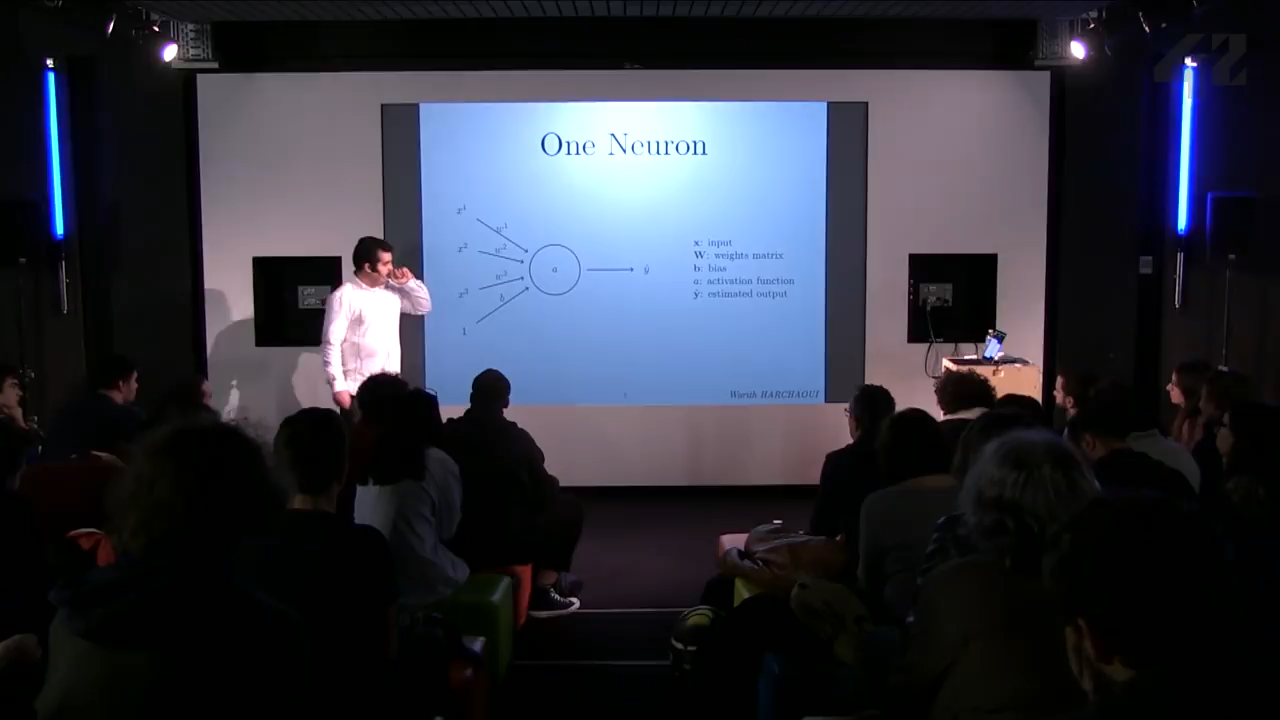 42
One Neuron
x¹
w¹
x²
w²
w³
x³
b
1
a
ŷ
x: input
W: weights matrix
b: bias
a: activation function
ŷ: estimated output
Warith HARCHAOUI